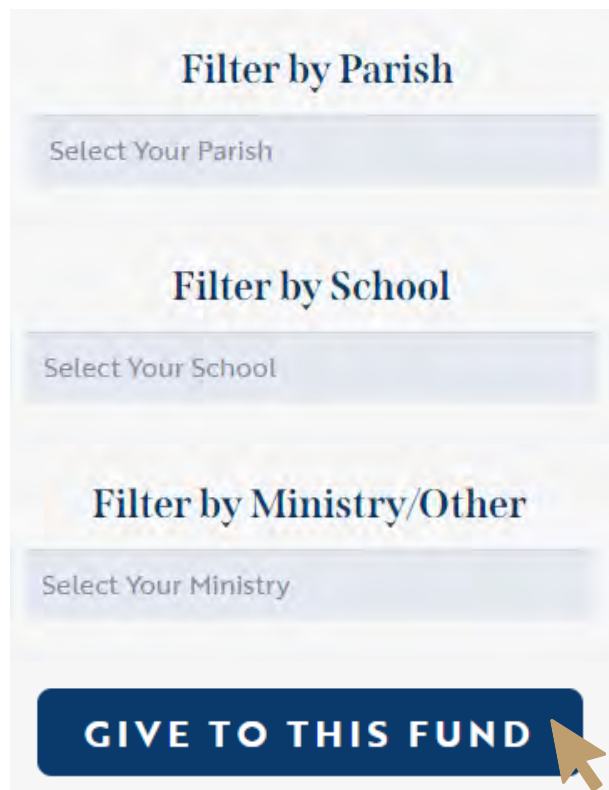 Filter by Parish
Select Your Parish
Filter by School
Select Your School
Filter by Ministry/Other
Select Your Ministry
GIVE TO THIS FUND